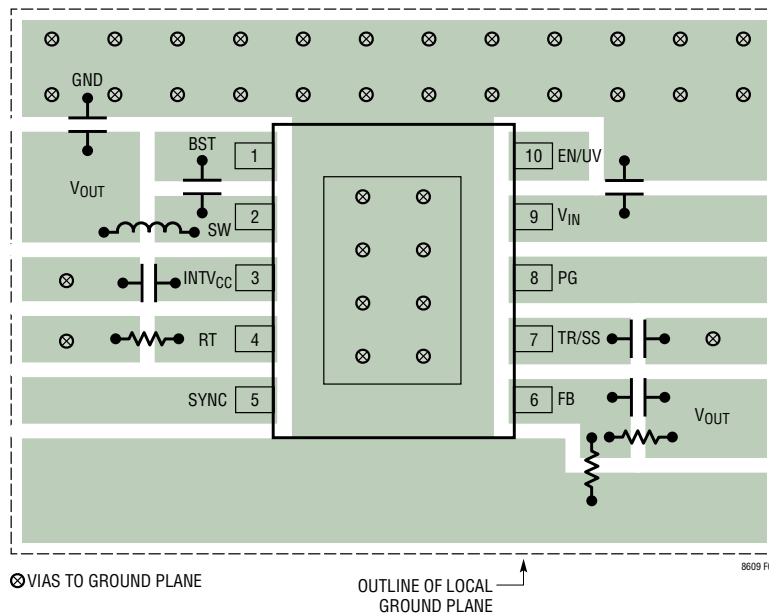 GND
BST
1
10 EN/UV
VOUT
2
SW
9
VIN
INTVCC
3
8
PG
RT
4
7
TR/SS
SYNC
5
6
FB
VOUT
VIAS TO GROUND PLANE
OUTLINE OF LOCAL
GROUND PLANE
8609